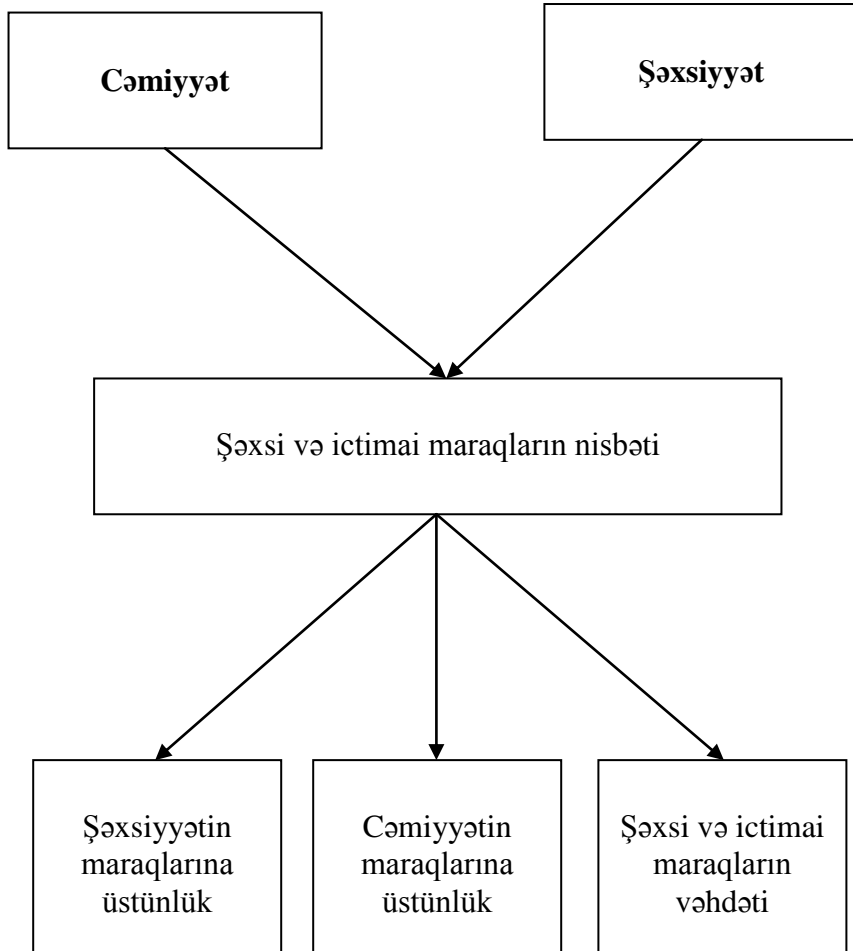 Cəmiyyət
Şəxsiyyət
Şəxsi və ictimai maraqların nisbəti
Şəxsiyyətin
maraqlarına
üstünlük
Cəmiyyətin
maraqlarına
üstünlük
Şəxsi və ictimai
maraqların
vəhdəti